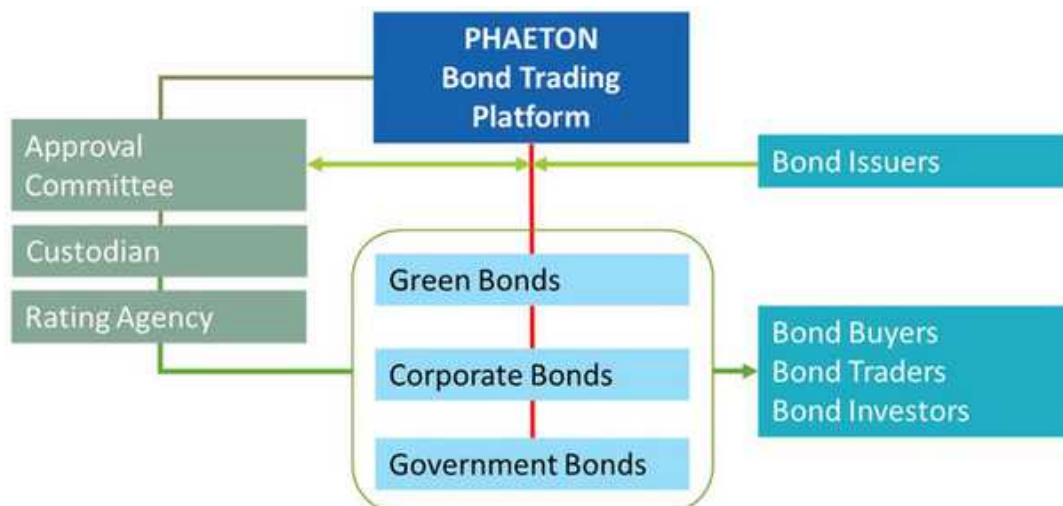 PHAETON
Bond Trading
Platform
Approval
Committee
Bond Issuers
Custodian
Rating Agency
Green Bonds
Corporate Bonds
Government Bonds
Bond Buyers
Bond Traders
Bond Investors